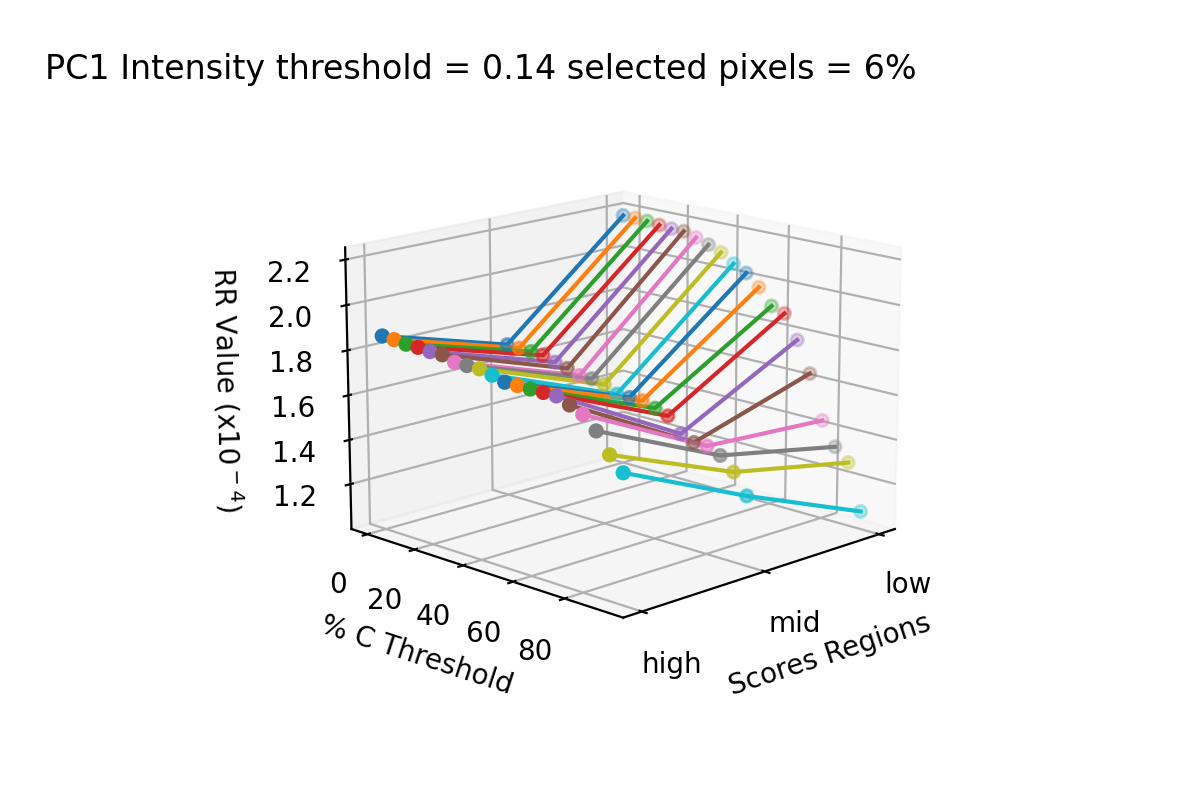 PC1 Intensity threshold = 0.14 selected pixels = 6%
RR Value (x10⁻⁴)
2.2
2.0
1.8
1.6
1.4
1.2
0
20
40
60
80
% C Threshold
high
mid
low
Scores Regions